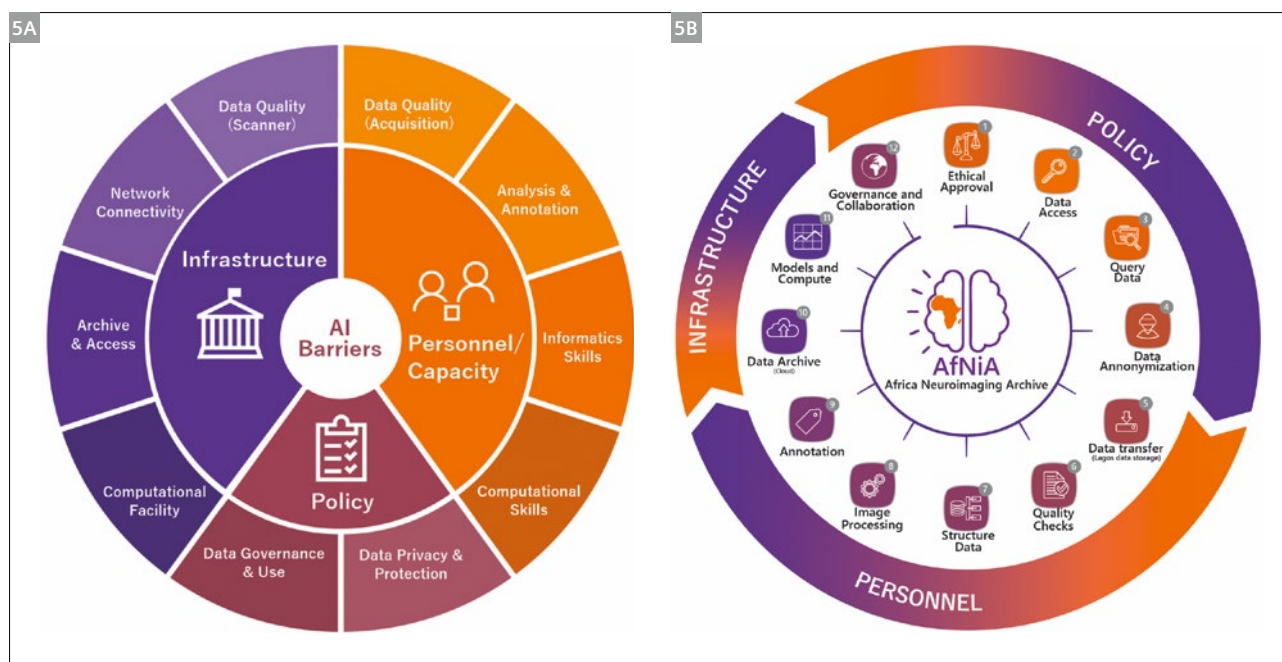 5A
Data Quality
(Scanner)
Data Quality
(Acquisition)
Network
Connectivity
Analysis &
Annotation
Infrastructure
Archive
& Access
AI
Barriers
Personnel/
Capacity
Informatics
Skills
Policy
Computational
Facility
Computational
Skills
Data Governance
& Use
Data Privacy &
Protection
5B
POLICY
INFRASTRUCTURE
PERSONNEL
1
Ethical
Approval
2
Data
Access
3
Query
Data
4
Data
Annonymization
5
Data transfer
(Lagos data storage)
6
Quality
Checks
7
Structure
Data
8
Image
Processing
9
Annotation
10
Data Archive
(Cloud)
11
Models and
Compute
12
Governance and
Collaboration
AfNiA
Africa Neuroimaging Archive